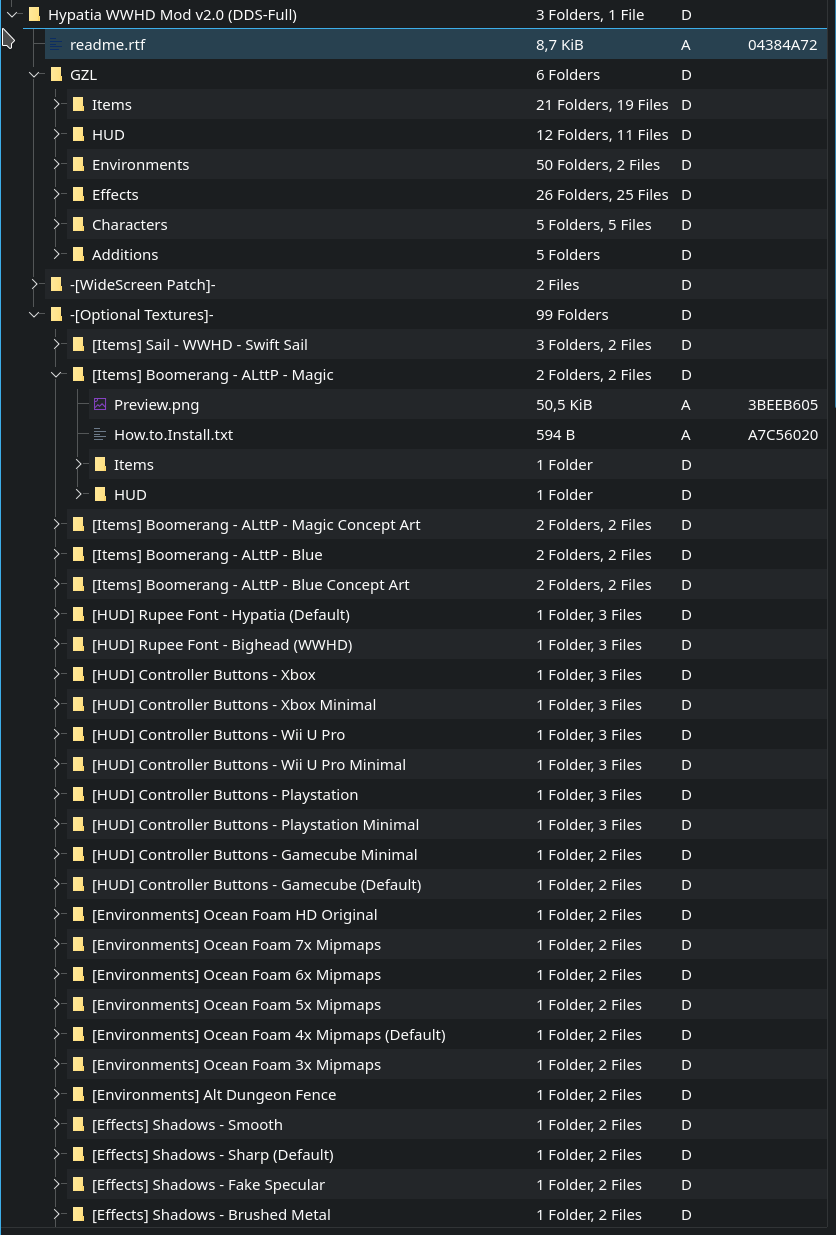 Hypatia WWHD Mod v2.0 (DDS-Full) 3 Folders, 1 File D
readme.rtf 8,7 KiB A 04384A72
GZL 6 Folders D
Items 21 Folders, 19 Files D
HUD 12 Folders, 11 Files D
Environments 50 Folders, 2 Files D
Effects 26 Folders, 25 Files D
Characters 5 Folders, 5 Files D
Additions 5 Folders D
-[WideScreen Patch]- 2 Files D
-[Optional Textures]- 99 Folders D
[Items] Sail - WWHD - Swift Sail 3 Folders, 2 Files D
[Items] Boomerang - ALttP - Magic 2 Folders, 2 Files D
Preview.png 50,5 KiB A 3BEEB605
How.to.Install.txt 594 B A A7C56020
Items 1 Folder D
HUD 1 Folder D
[Items] Boomerang - ALttP - Magic Concept Art 2 Folders, 2 Files D
[Items] Boomerang - ALttP - Blue 2 Folders, 2 Files D
[Items] Boomerang - ALttP - Blue Concept Art 2 Folders, 2 Files D
[HUD] Rupee Font - Hypatia (Default) 1 Folder, 3 Files D
[HUD] Rupee Font - Bighead (WWHD) 1 Folder, 3 Files D
[HUD] Controller Buttons - Xbox 1 Folder, 3 Files D
[HUD] Controller Buttons - Xbox Minimal 1 Folder, 3 Files D
[HUD] Controller Buttons - Wii U Pro 1 Folder, 3 Files D
[HUD] Controller Buttons - Wii U Pro Minimal 1 Folder, 3 Files D
[HUD] Controller Buttons - Playstation 1 Folder, 3 Files D
[HUD] Controller Buttons - Playstation Minimal 1 Folder, 3 Files D
[HUD] Controller Buttons - Gamecube Minimal 1 Folder, 2 Files D
[HUD] Controller Buttons - Gamecube (Default) 1 Folder, 2 Files D
[Environments] Ocean Foam HD Original 1 Folder, 2 Files D
[Environments] Ocean Foam 7x Mipmaps 1 Folder, 2 Files D
[Environments] Ocean Foam 6x Mipmaps 1 Folder, 2 Files D
[Environments] Ocean Foam 5x Mipmaps 1 Folder, 2 Files D
[Environments] Ocean Foam 4x Mipmaps (Default) 1 Folder, 2 Files D
[Environments] Ocean Foam 3x Mipmaps 1 Folder, 2 Files D
[Environments] Alt Dungeon Fence 1 Folder, 2 Files D
[Effects] Shadows - Smooth 1 Folder, 2 Files D
[Effects] Shadows - Sharp (Default) 1 Folder, 2 Files D
[Effects] Shadows - Fake Specular 1 Folder, 2 Files D
[Effects] Shadows - Brushed Metal 1 Folder, 2 Files D